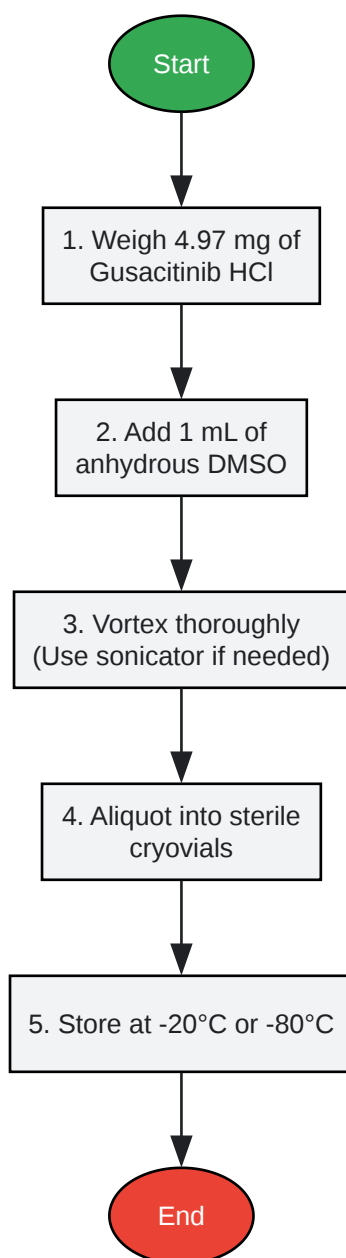 Start
1. Weigh 4.97 mg of
Gusacitinib HCl
2. Add 1 mL of
anhydrous DMSO
3. Vortex thoroughly
(Use sonicator if needed)
4. Aliquot into sterile
cryovials
5. Store at -20°C or -80°C
End